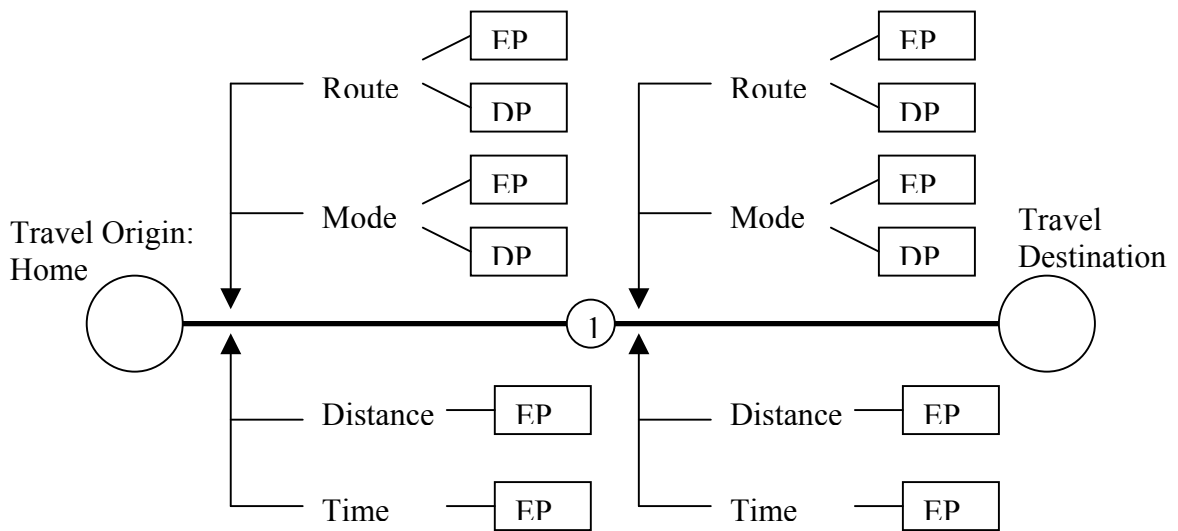 EP
EP
Route
Route
DP
DP
EP
EP
Mode
Mode
Travel Origin:
Home
Travel
Destination
DP
DP
1
Distance
EP
Distance
EP
Time
EP
Time
EP